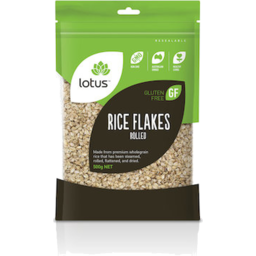 RESEALABLE
lotus
GLUTEN
FREE
GF
RICE FLAKES
ROLLED
Made from premium wholegrain
rice that has been steamed,
rolled, flattened, and dried.
500g NET